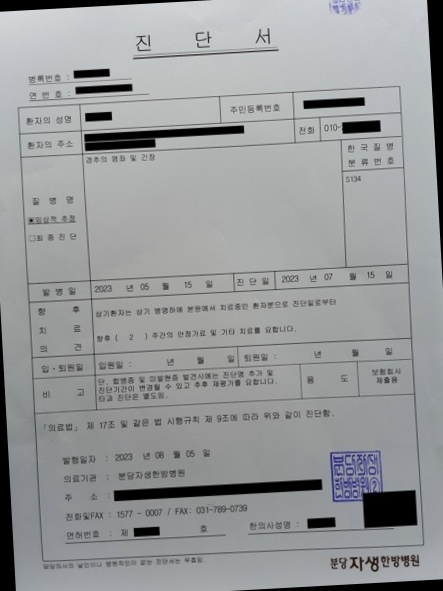 진 단 서
병록번호 :
연 번 호 :
환자의 성명
주민등록번호
환자의 주소
전화 010-
질 병 명
▣임상적 추정
□최 종 진 단
경추의 염좌 및 긴장
한 국 질 병
분 류 번 호
S134
발 병 일 2023 년 05 월 15 일 진 단 일 2023 년 07 월 15 일
향 후
치 료
의 견
상기환자는 상기 병명하에 본원에서 치료중인 환자분으로 진단일로부터
향후 ( 2 ) 주간의 안정가료 및 기타 치료를 요합니다.
입·퇴원일 입원일 : 년 월 일 퇴원일 : 년 월 일
비 고
단, 합병증 및 미발현증 발견시에는 진단명 추가 및
진단기간이 변경될 수 있고 추후 재평가를 요합니다.
타과 진단은 별도임.
용 도
보험회사
제출용
「의료법」 제 17조 및 같은 법 시행규칙 제 9조에 따라 위와 같이 진단함.
발행일자 : 2023 년 08 월 05 일
의료기관 : 분당자생한방병원
주 소 :
전화및FAX : 1577 - 0007 / FAX: 031-789-0739
면허번호 : 제 호 한의사성명 :
분당 자생한방병원